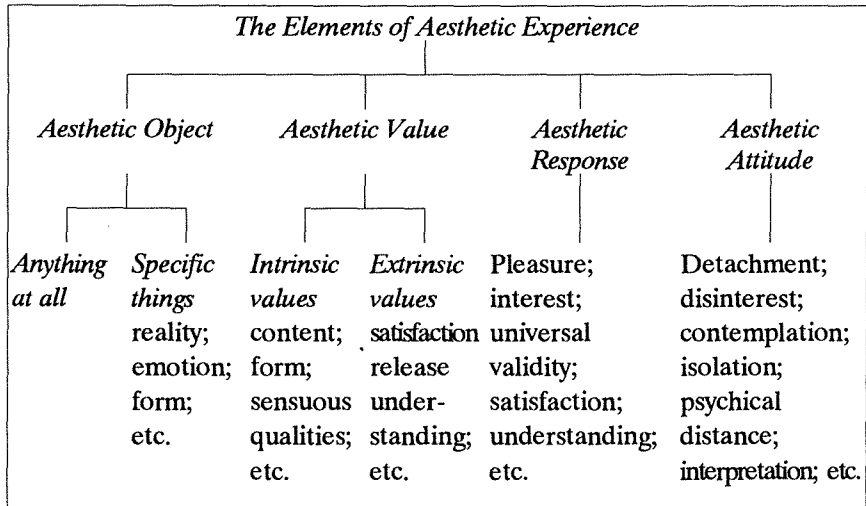 The Elements of Aesthetic Experience
Aesthetic Object
Aesthetic Value
Aesthetic
Response
Aesthetic
Attitude
Anything
at all
Specific
things
reality;
emotion;
form;
etc.
Intrinsic
values
content;
form;
sensuous
qualities;
etc.
Extrinsic
values
satisfaction
release
under-
standing;
etc.
Pleasure;
interest;
universal
validity;
satisfaction;
understanding;
etc.
Detachment;
disinterest;
contemplation;
isolation;
psychical
distance;
interpretation; etc.